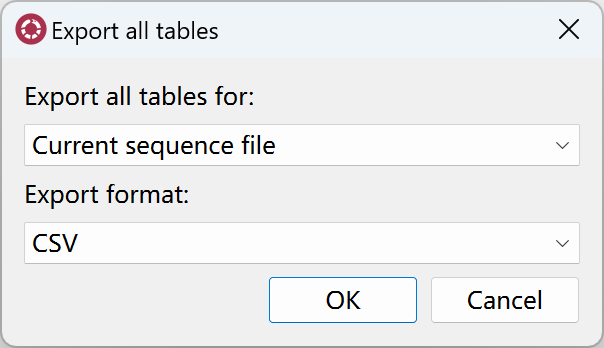 Export all tables
Export all tables for:
Current sequence file
Export format:
CSV
OK
Cancel